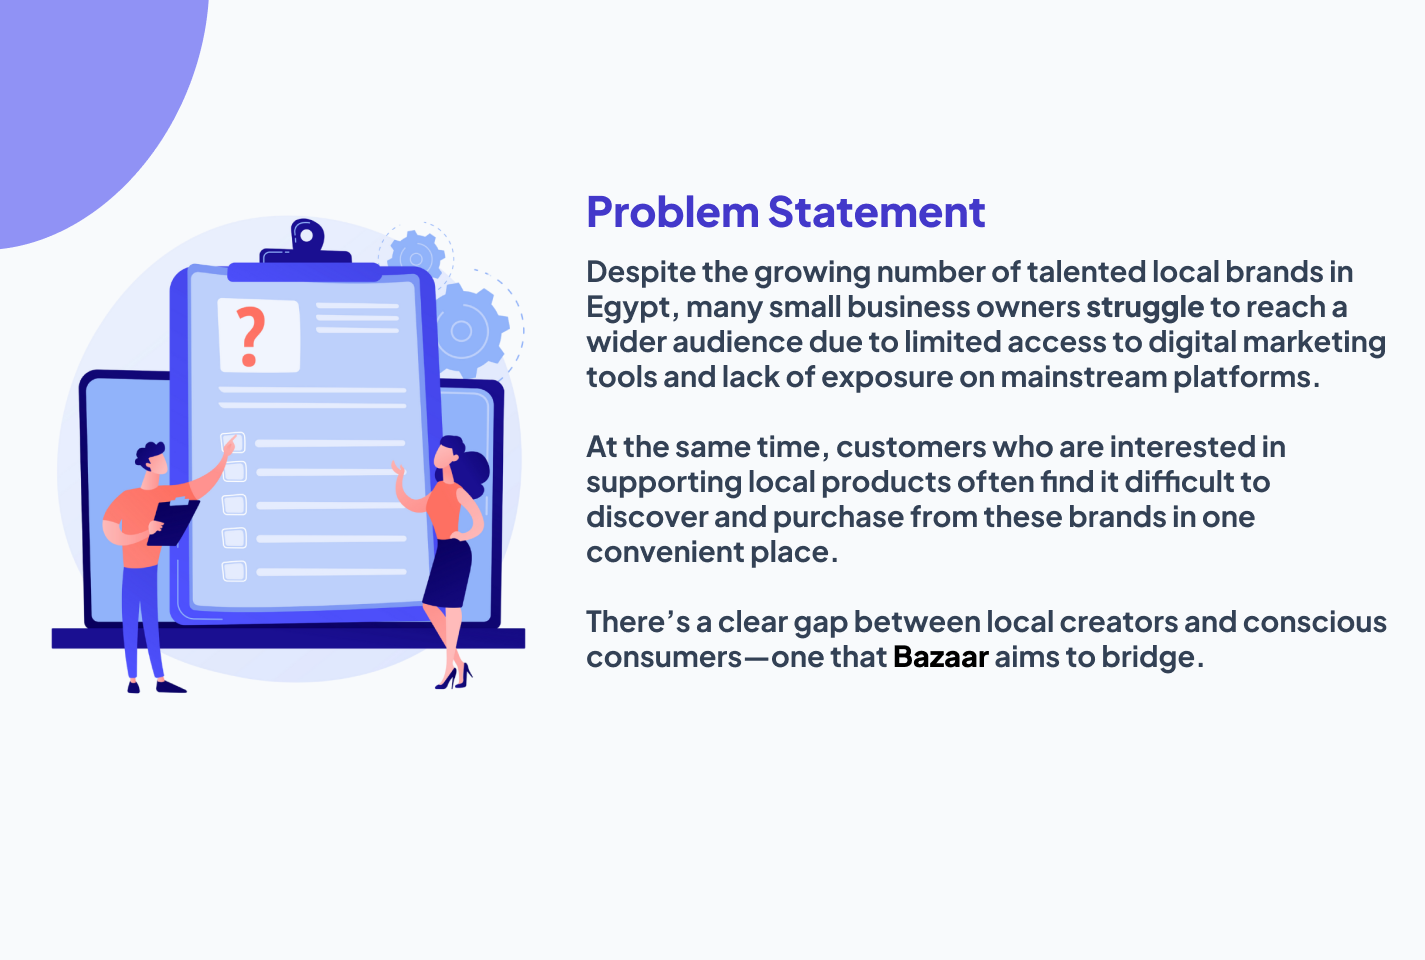 Problem Statement
Despite the growing number of talented local brands in
Egypt, many small business owners struggle to reach a
wider audience due to limited access to digital marketing
tools and lack of exposure on mainstream platforms.
At the same time, customers who are interested in
supporting local products often find it difficult to
discover and purchase from these brands in one
convenient place.
There’s a clear gap between local creators and conscious
consumers—one that Bazaar aims to bridge.
?